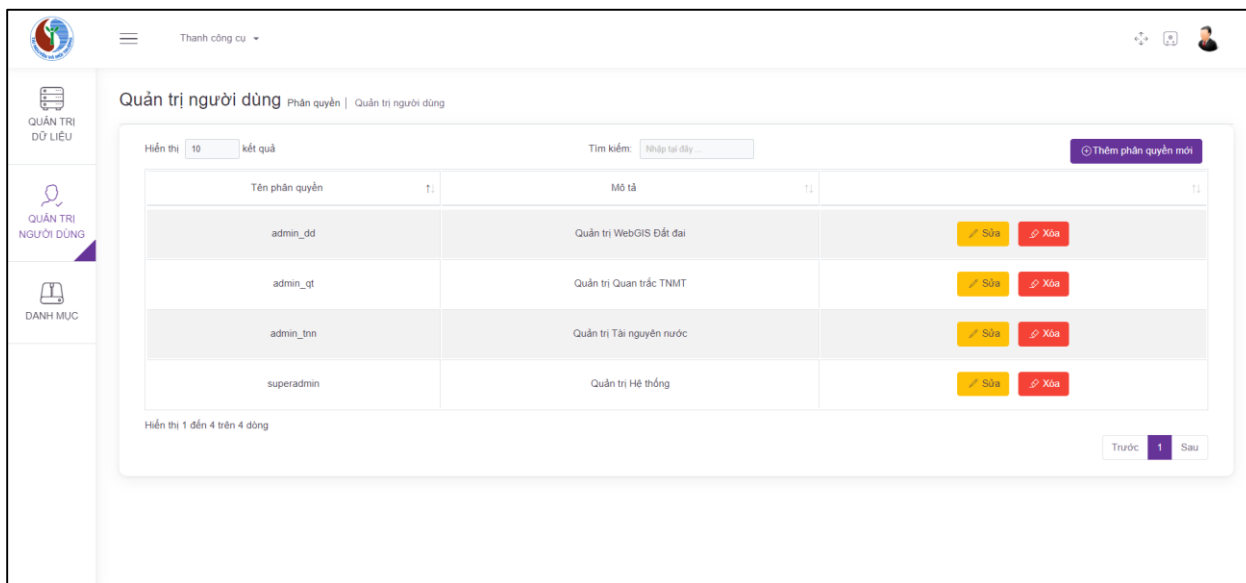 Thanh công cụ
QUẢN TRỊ
DỮ LIỆU
QUẢN TRỊ
NGƯỜI DÙNG
DANH MỤC
Quản trị người dùng Phân quyền | Quản trị người dùng
Hiển thị 10 kết quả Tìm kiếm: Nhập tại đây ... Thêm phân quyền mới
Tên phân quyền Mô tả
admin_dd Quản trị WebGIS Đất đai Sửa Xóa
admin_qt Quản trị Quan trắc TNMT Sửa Xóa
admin_tnn Quản trị Tài nguyên nước Sửa Xóa
superadmin Quản trị Hệ thống Sửa Xóa
Hiển thị 1 đến 4 trên 4 dòng
Trước 1 Sau